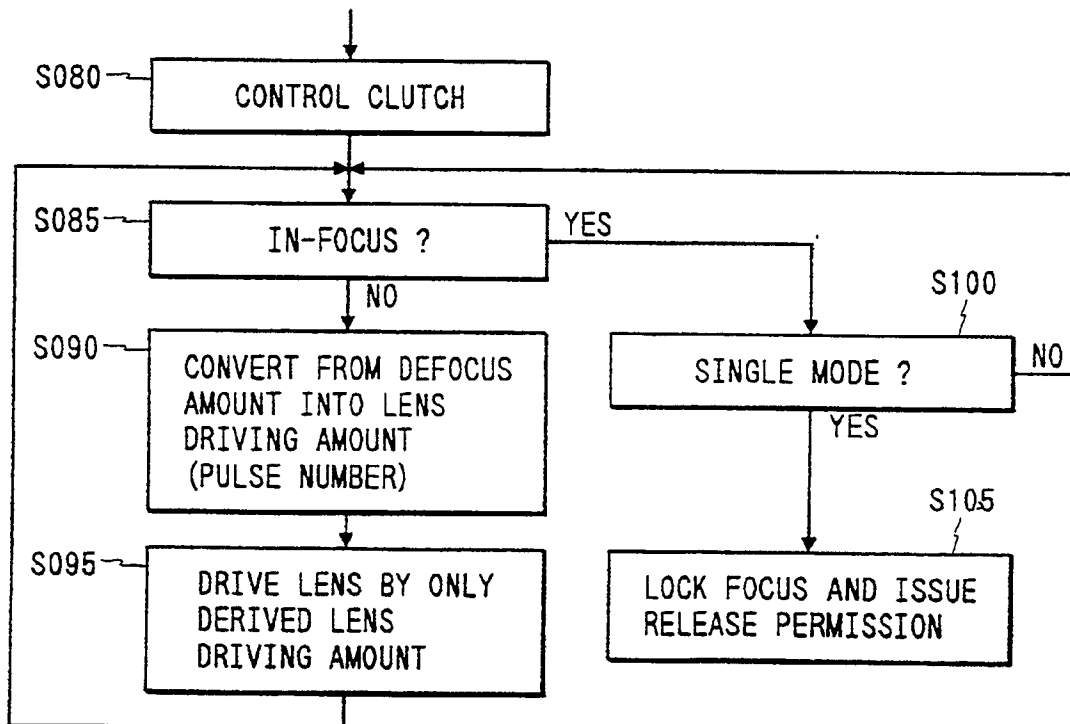 S080
CONTROL CLUTCH
S085
IN-FOCUS ?
YES
NO
S090
CONVERT FROM DEFOCUS
AMOUNT INTO LENS
DRIVING AMOUNT
(PULSE NUMBER)
S095
DRIVE LENS BY ONLY
DERIVED LENS
DRIVING AMOUNT
S100
SINGLE MODE ?
NO
YES
S105
LOCK FOCUS AND ISSUE
RELEASE PERMISSION